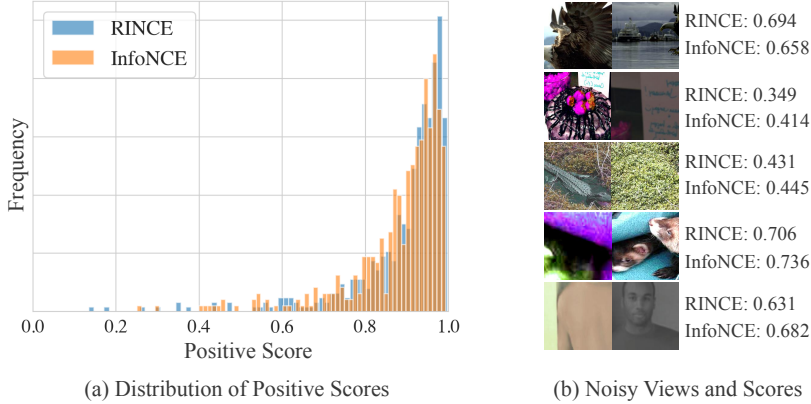 RINCE
InfoNCE
Frequency
0.0
0.2
0.4
0.6
0.8
1.0
Positive Score
(a) Distribution of Positive Scores
RINCE: 0.694
InfoNCE: 0.658
RINCE: 0.349
InfoNCE: 0.414
RINCE: 0.431
InfoNCE: 0.445
RINCE: 0.706
InfoNCE: 0.736
RINCE: 0.631
InfoNCE: 0.682
(b) Noisy Views and Scores